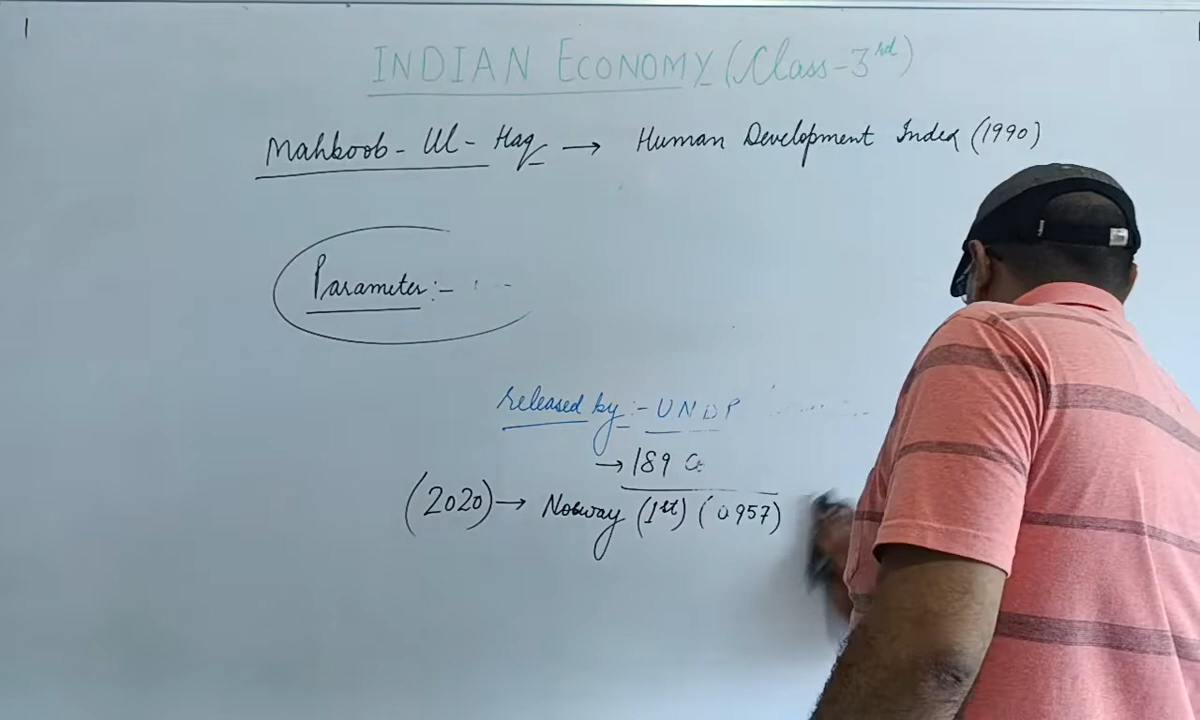 INDIAN ECONOMY (Class-3rd)
Mahboob-Ul-Haq → Human Development Index (1990)
Parameter:-
released by:- UNDP
→ 189
(2020) → Norway (1st) (0.957)